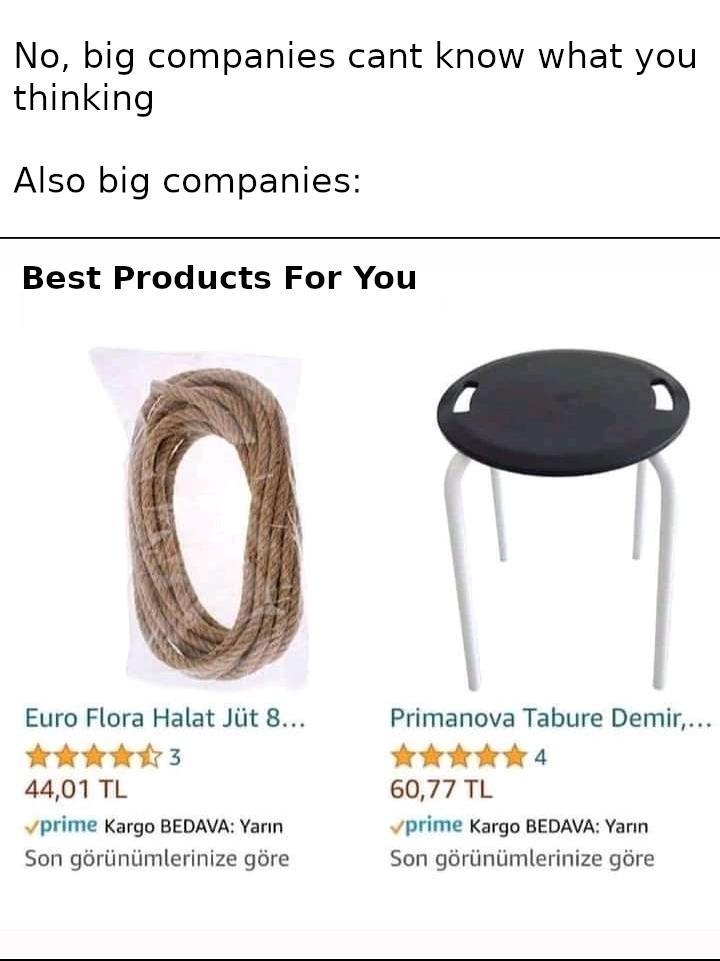 No, big companies cant know what you
thinking
Also big companies:
Best Products For You
Euro Flora Halat Jüt 8...
3
44,01 TL
prime Kargo BEDAVA: Yarın
Son görünümlerinize göre
Primanova Tabure Demir,...
4
60,77 TL
prime Kargo BEDAVA: Yarın
Son görünümlerinize göre